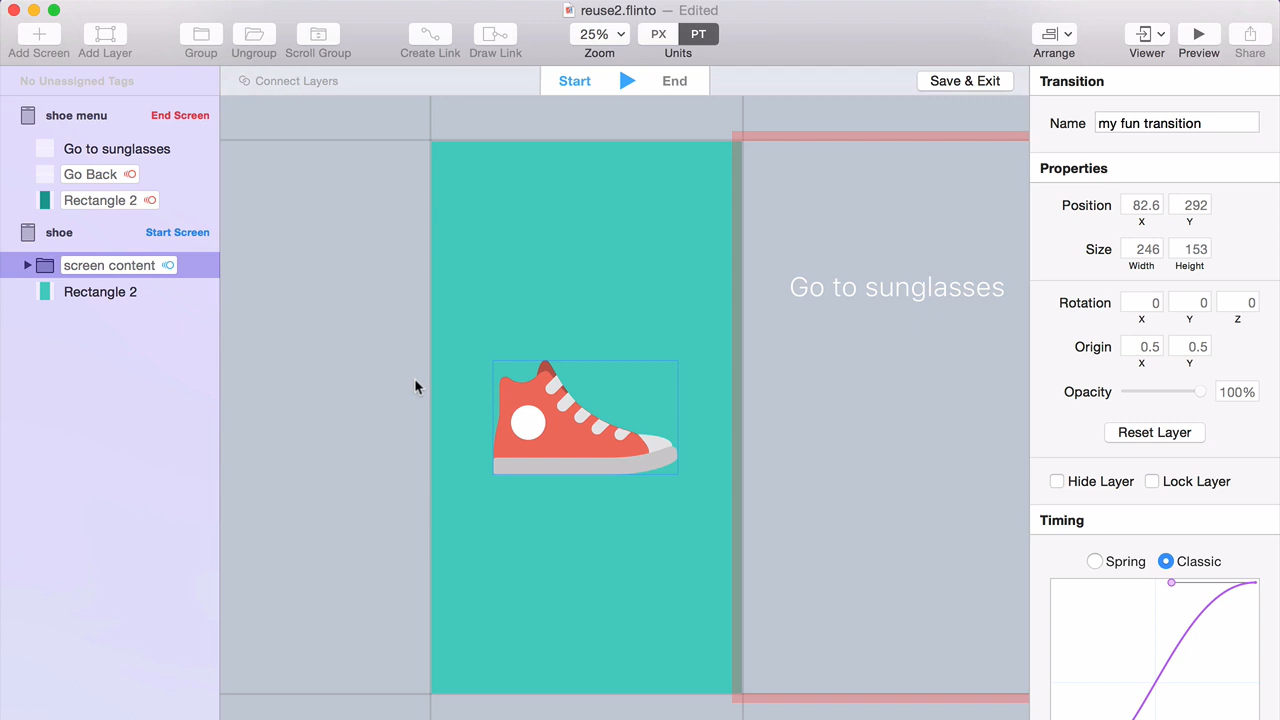 reuse2.flinto — Edited
Add Screen Add Layer Group Ungroup Scroll Group Create Link Draw Link 25% Zoom PX PT Units Arrange Viewer Preview Share
No Unassigned Tags
Connect Layers
Start
End
Save & Exit
shoe menu End Screen
Go to sunglasses
Go Back
Rectangle 2
shoe Start Screen
screen content
Rectangle 2
Go to sunglasses
Transition
Name my fun transition
Properties
Position 82.6 292
X Y
Size 246 153
Width Height
Rotation 0 0 0
X Y Z
Origin 0.5 0.5
X Y
Opacity 100%
Reset Layer
Hide Layer Lock Layer
Timing
Spring Classic